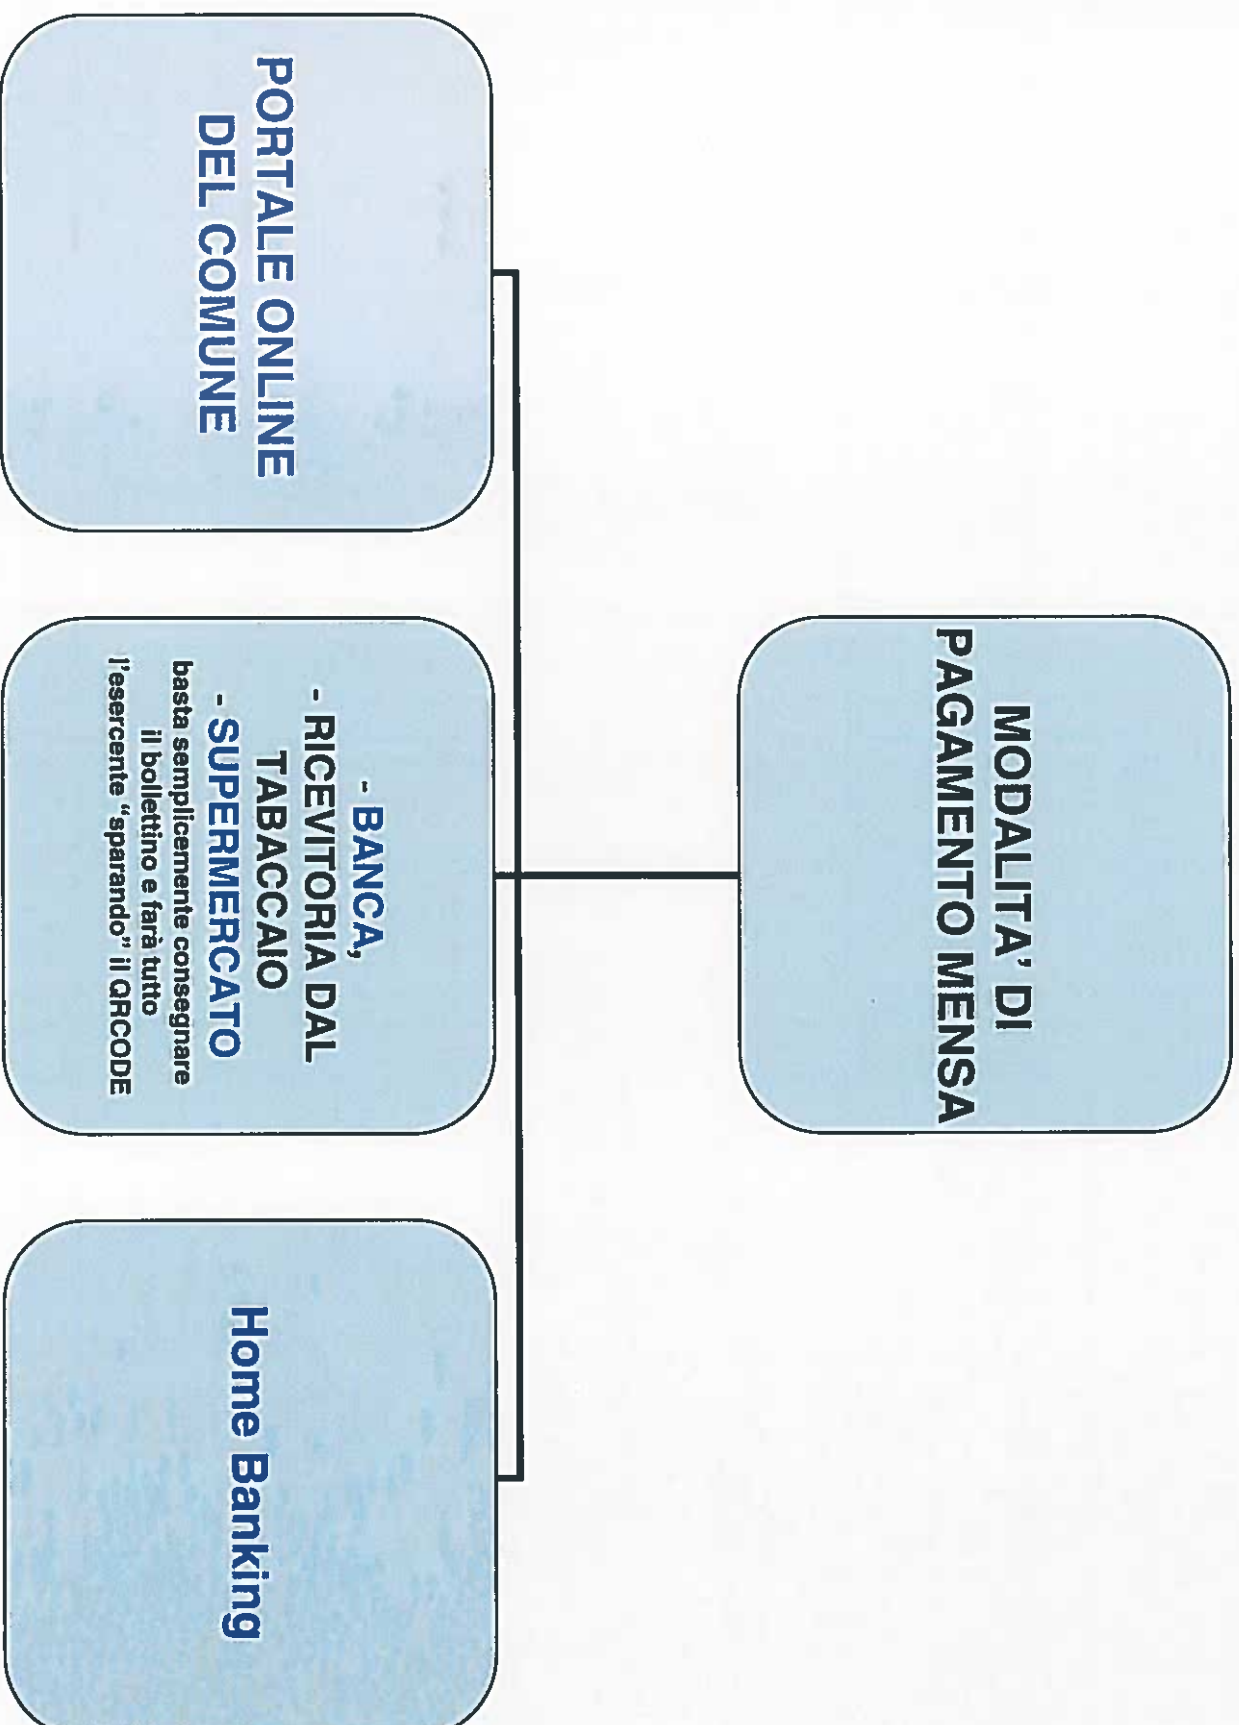 MODALITA' DI
PAGAMENTO MENSA
PORTALE ONLINE
DEL COMUNE
- BANCA,
- RICEVITORIA DAL
TABACCAIO
- SUPERMERCATO
basta semplicemente consegnare
il bollettino e farà tutto
l'esercente “sparando” il QRCODE
Home Banking